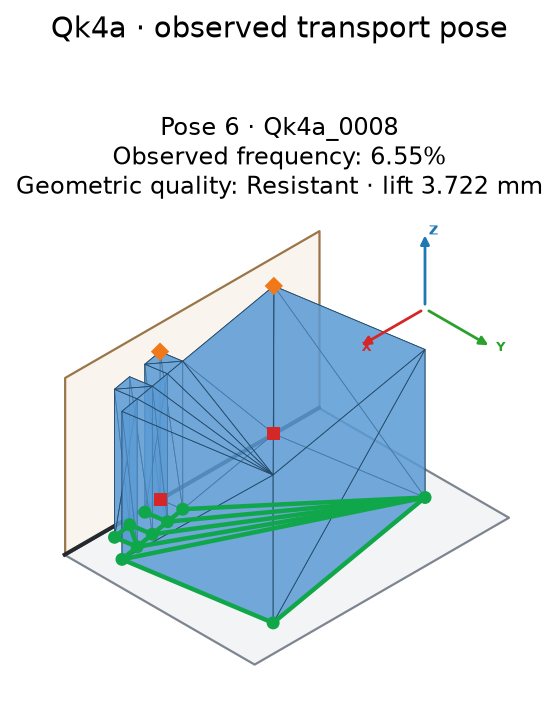 Qk4a · observed transport pose
Pose 6 · Qk4a_0008
Observed frequency: 6.55%
Geometric quality: Resistant · lift 3.722 mm
Z
X
Y